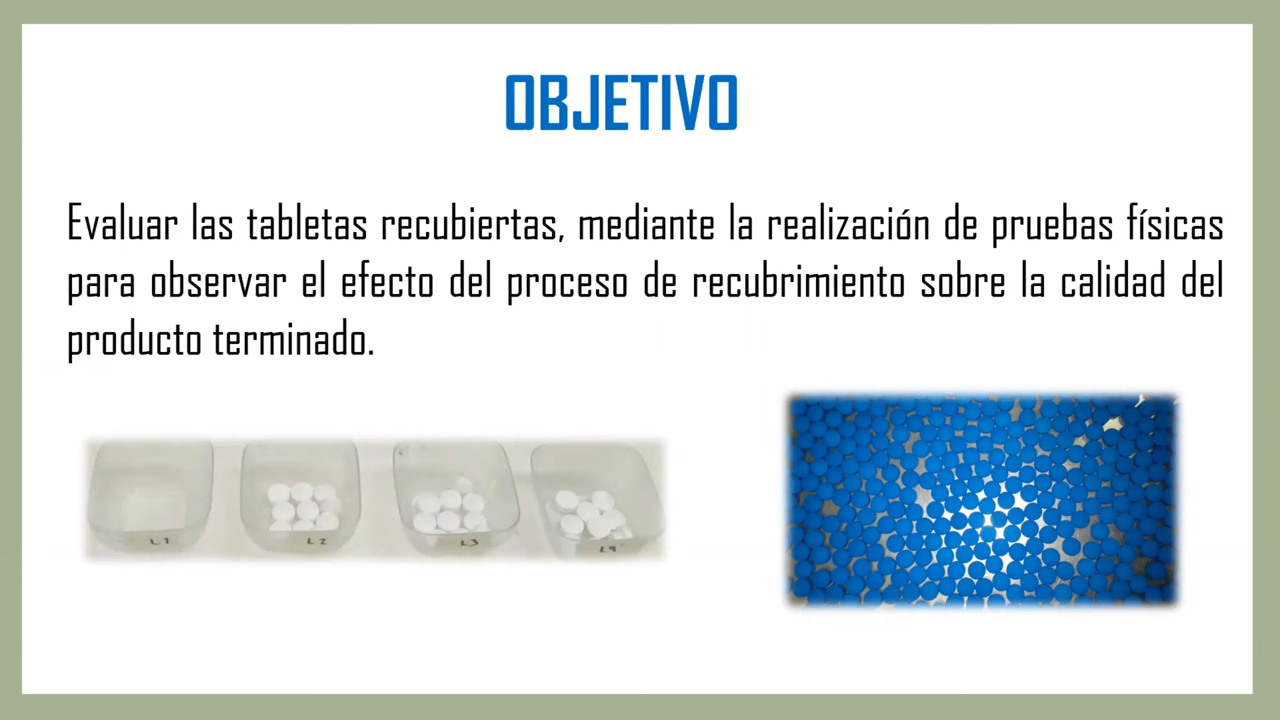 OBJETIVO
Evaluar las tabletas recubiertas, mediante la realización de pruebas físicas
para observar el efecto del proceso de recubrimiento sobre la calidad del
producto terminado.
L1
L2
L3
L4